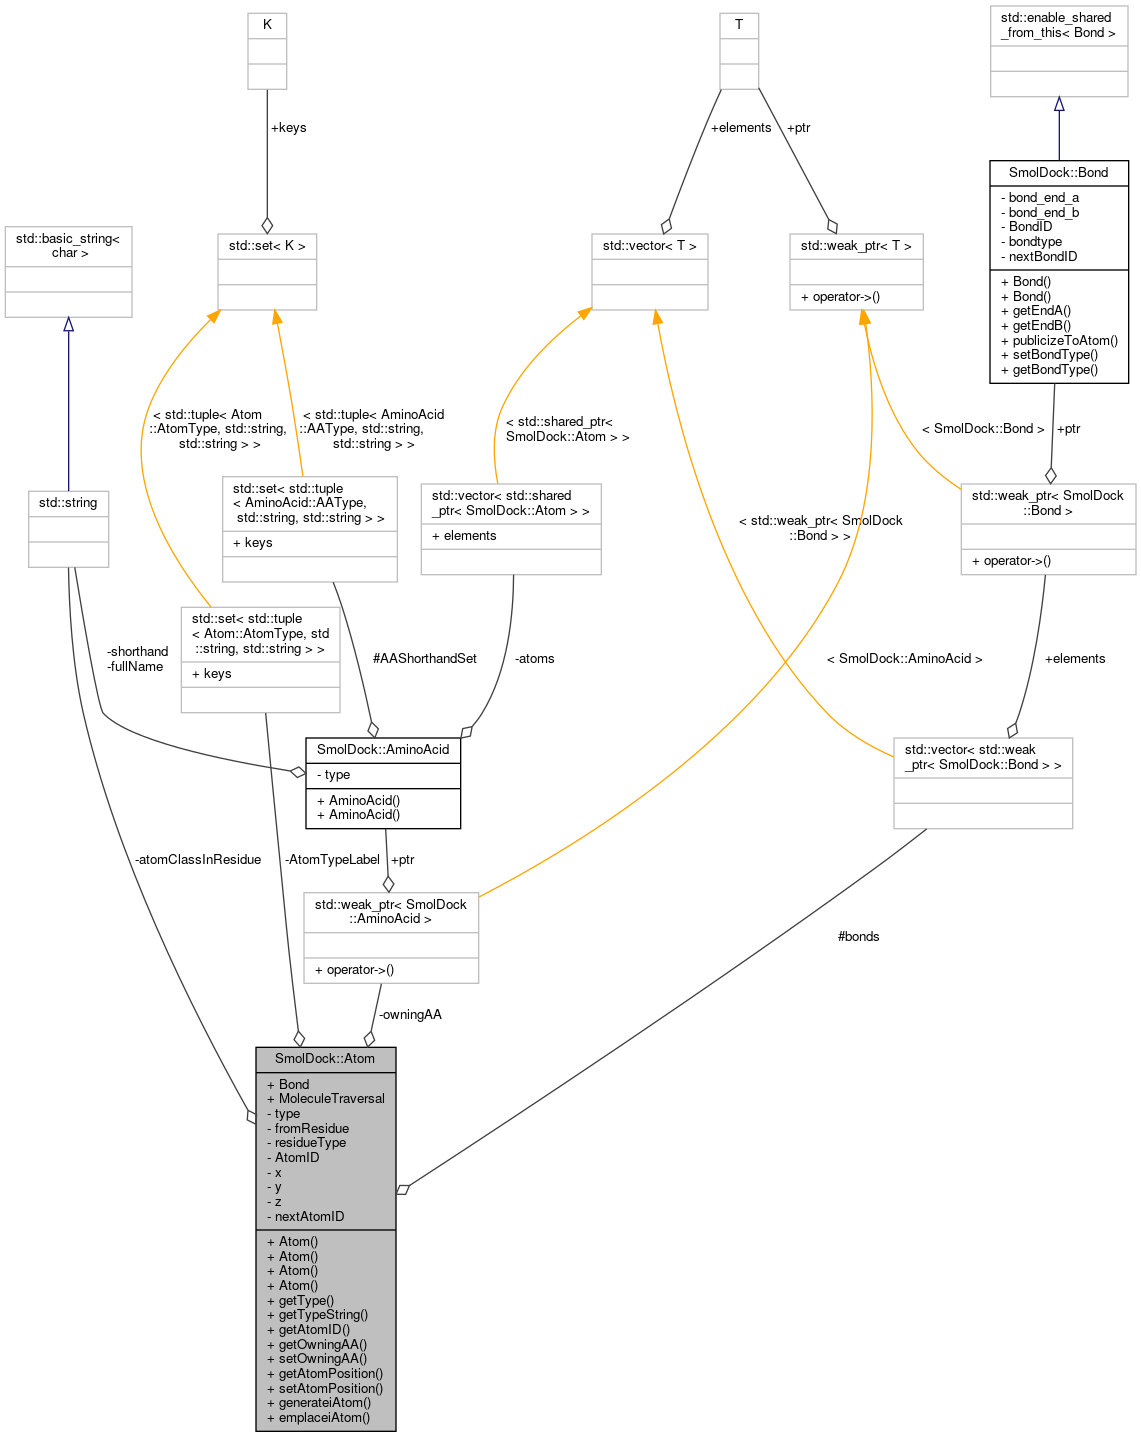 K
T
std::enable_shared
_from_this< Bond >
+keys
+elements
+ptr
SmolDock::Bond
- bond_end_a
- bond_end_b
- BondID
- bondtype
- nextBondID
+ Bond()
+ Bond()
+ getEndA()
+ getEndB()
+ publicizeToAtom()
+ setBondType()
+ getBondType()
std::basic_string<
char >
std::set< K >
std::vector< T >
std::weak_ptr< T >
+ operator->()
< std::tuple< Atom
::AtomType, std::string,
std::string > >
< std::tuple< AminoAcid
::AAType, std::string,
std::string > >
< std::shared_ptr<
SmolDock::Atom > >
< SmolDock::Bond >
+ptr
std::string
std::set< std::tuple
< AminoAcid::AAType,
std::string, std::string > >
+ keys
std::vector< std::shared
_ptr< SmolDock::Atom > >
+ elements
< std::weak_ptr< SmolDock
::Bond > >
std::weak_ptr< SmolDock
::Bond >
+ operator->()
std::set< std::tuple
< Atom::AtomType, std
::string, std::string > >
+ keys
-shorthand
-fullName
#AAShorthandSet
-atoms
< SmolDock::AminoAcid >
+elements
SmolDock::AminoAcid
- type
+ AminoAcid()
+ AminoAcid()
std::vector< std::weak
_ptr< SmolDock::Bond > >
-atomClassInResidue
-AtomTypeLabel
+ptr
std::weak_ptr< SmolDock
::AminoAcid >
+ operator->()
#bonds
-owningAA
SmolDock::Atom
+ Bond
+ MoleculeTraversal
- type
- fromResidue
- residueType
- AtomID
- x
- y
- z
- nextAtomID
+ Atom()
+ Atom()
+ Atom()
+ Atom()
+ getType()
+ getTypeString()
+ getAtomID()
+ getOwningAA()
+ setOwningAA()
+ getAtomPosition()
+ setAtomPosition()
+ generateiAtom()
+ emplaceiAtom()